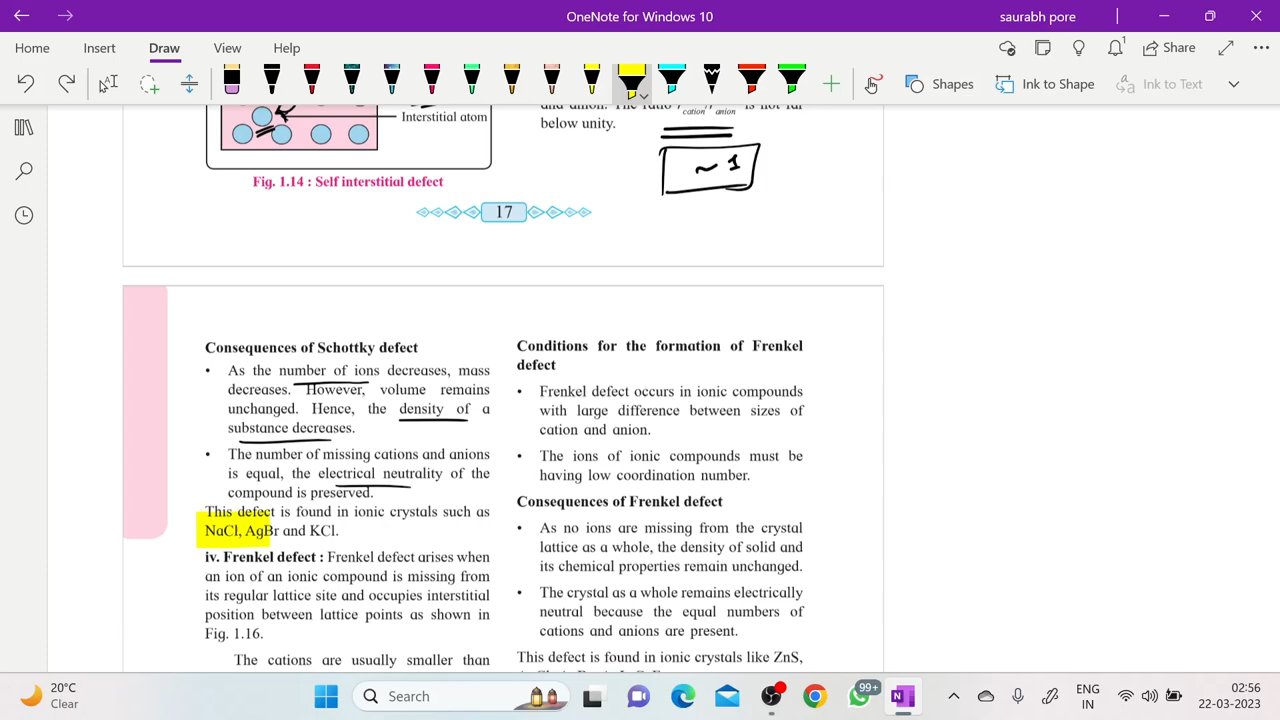 OneNote for Windows 10
saurabh pore
Home Insert Draw View Help
Share
Shapes
Ink to Shape
Ink to Text
Interstitial atom
Fig. 1.14 : Self interstitial defect
cation anion is not far
below unity.
~ 1
17
Consequences of Schottky defect
• As the number of ions decreases, mass
decreases. However, volume remains
unchanged. Hence, the density of a
substance decreases.
• The number of missing cations and anions
is equal, the electrical neutrality of the
compound is preserved.
This defect is found in ionic crystals such as
NaCl, AgBr and KCl.
iv. Frenkel defect : Frenkel defect arises when
an ion of an ionic compound is missing from
its regular lattice site and occupies interstitial
position between lattice points as shown in
Fig. 1.16.
The cations are usually smaller than
Conditions for the formation of Frenkel
defect
• Frenkel defect occurs in ionic compounds
with large difference between sizes of
cation and anion.
• The ions of ionic compounds must be
having low coordination number.
Consequences of Frenkel defect
• As no ions are missing from the crystal
lattice as a whole, the density of solid and
its chemical properties remain unchanged.
• The crystal as a whole remains electrically
neutral because the equal numbers of
cations and anions are present.
This defect is found in ionic crystals like ZnS,
20°C
Clear
Search
99+
ENG
IN
02:56
22-03-2023